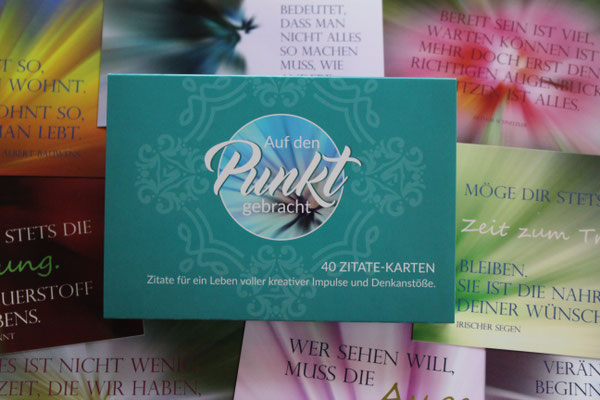 BEDEUTET,
DASS MAN
NICHT ALLES
SO MACHEN
MUSS, WIE
BEREIT SEIN IST VIEL,
WARTEN KÖNNEN IST
MEHR. DOCH ERST DEN
RICHTIGEN AUGENBLICK
IST ALLES.
T SO,
WOHNT.
OHNT SO,
MAN LEBT.
Auf den
Punkt
gebracht
40 ZITATE-KARTEN
Zitate für ein Leben voller kreativer Impulse und Denkanstöße.
STETS DIE
ung.
UERSTOFF
BENS.
MÖGE DIR STETS
Zeit zum Tr
BLEIBEN.
SIE IST DIE NAHR
DEINER WÜNSCH
IRISCHER SEGEN
ES IST NICHT WENIG
ZEIT, DIE WIR HABEN,
WER SEHEN WILL,
MUSS DIE
Auge
VERÄN
BEGINN